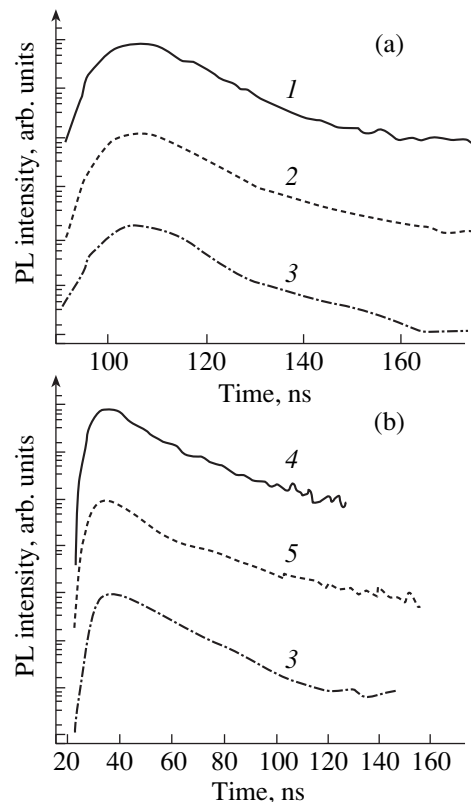 (a)
PL intensity, arb. units
1
2
3
100 120 140 160
Time, ns
(b)
PL intensity, arb. units
4
5
3
20 40 60 80 100 120 140 160
Time, ns